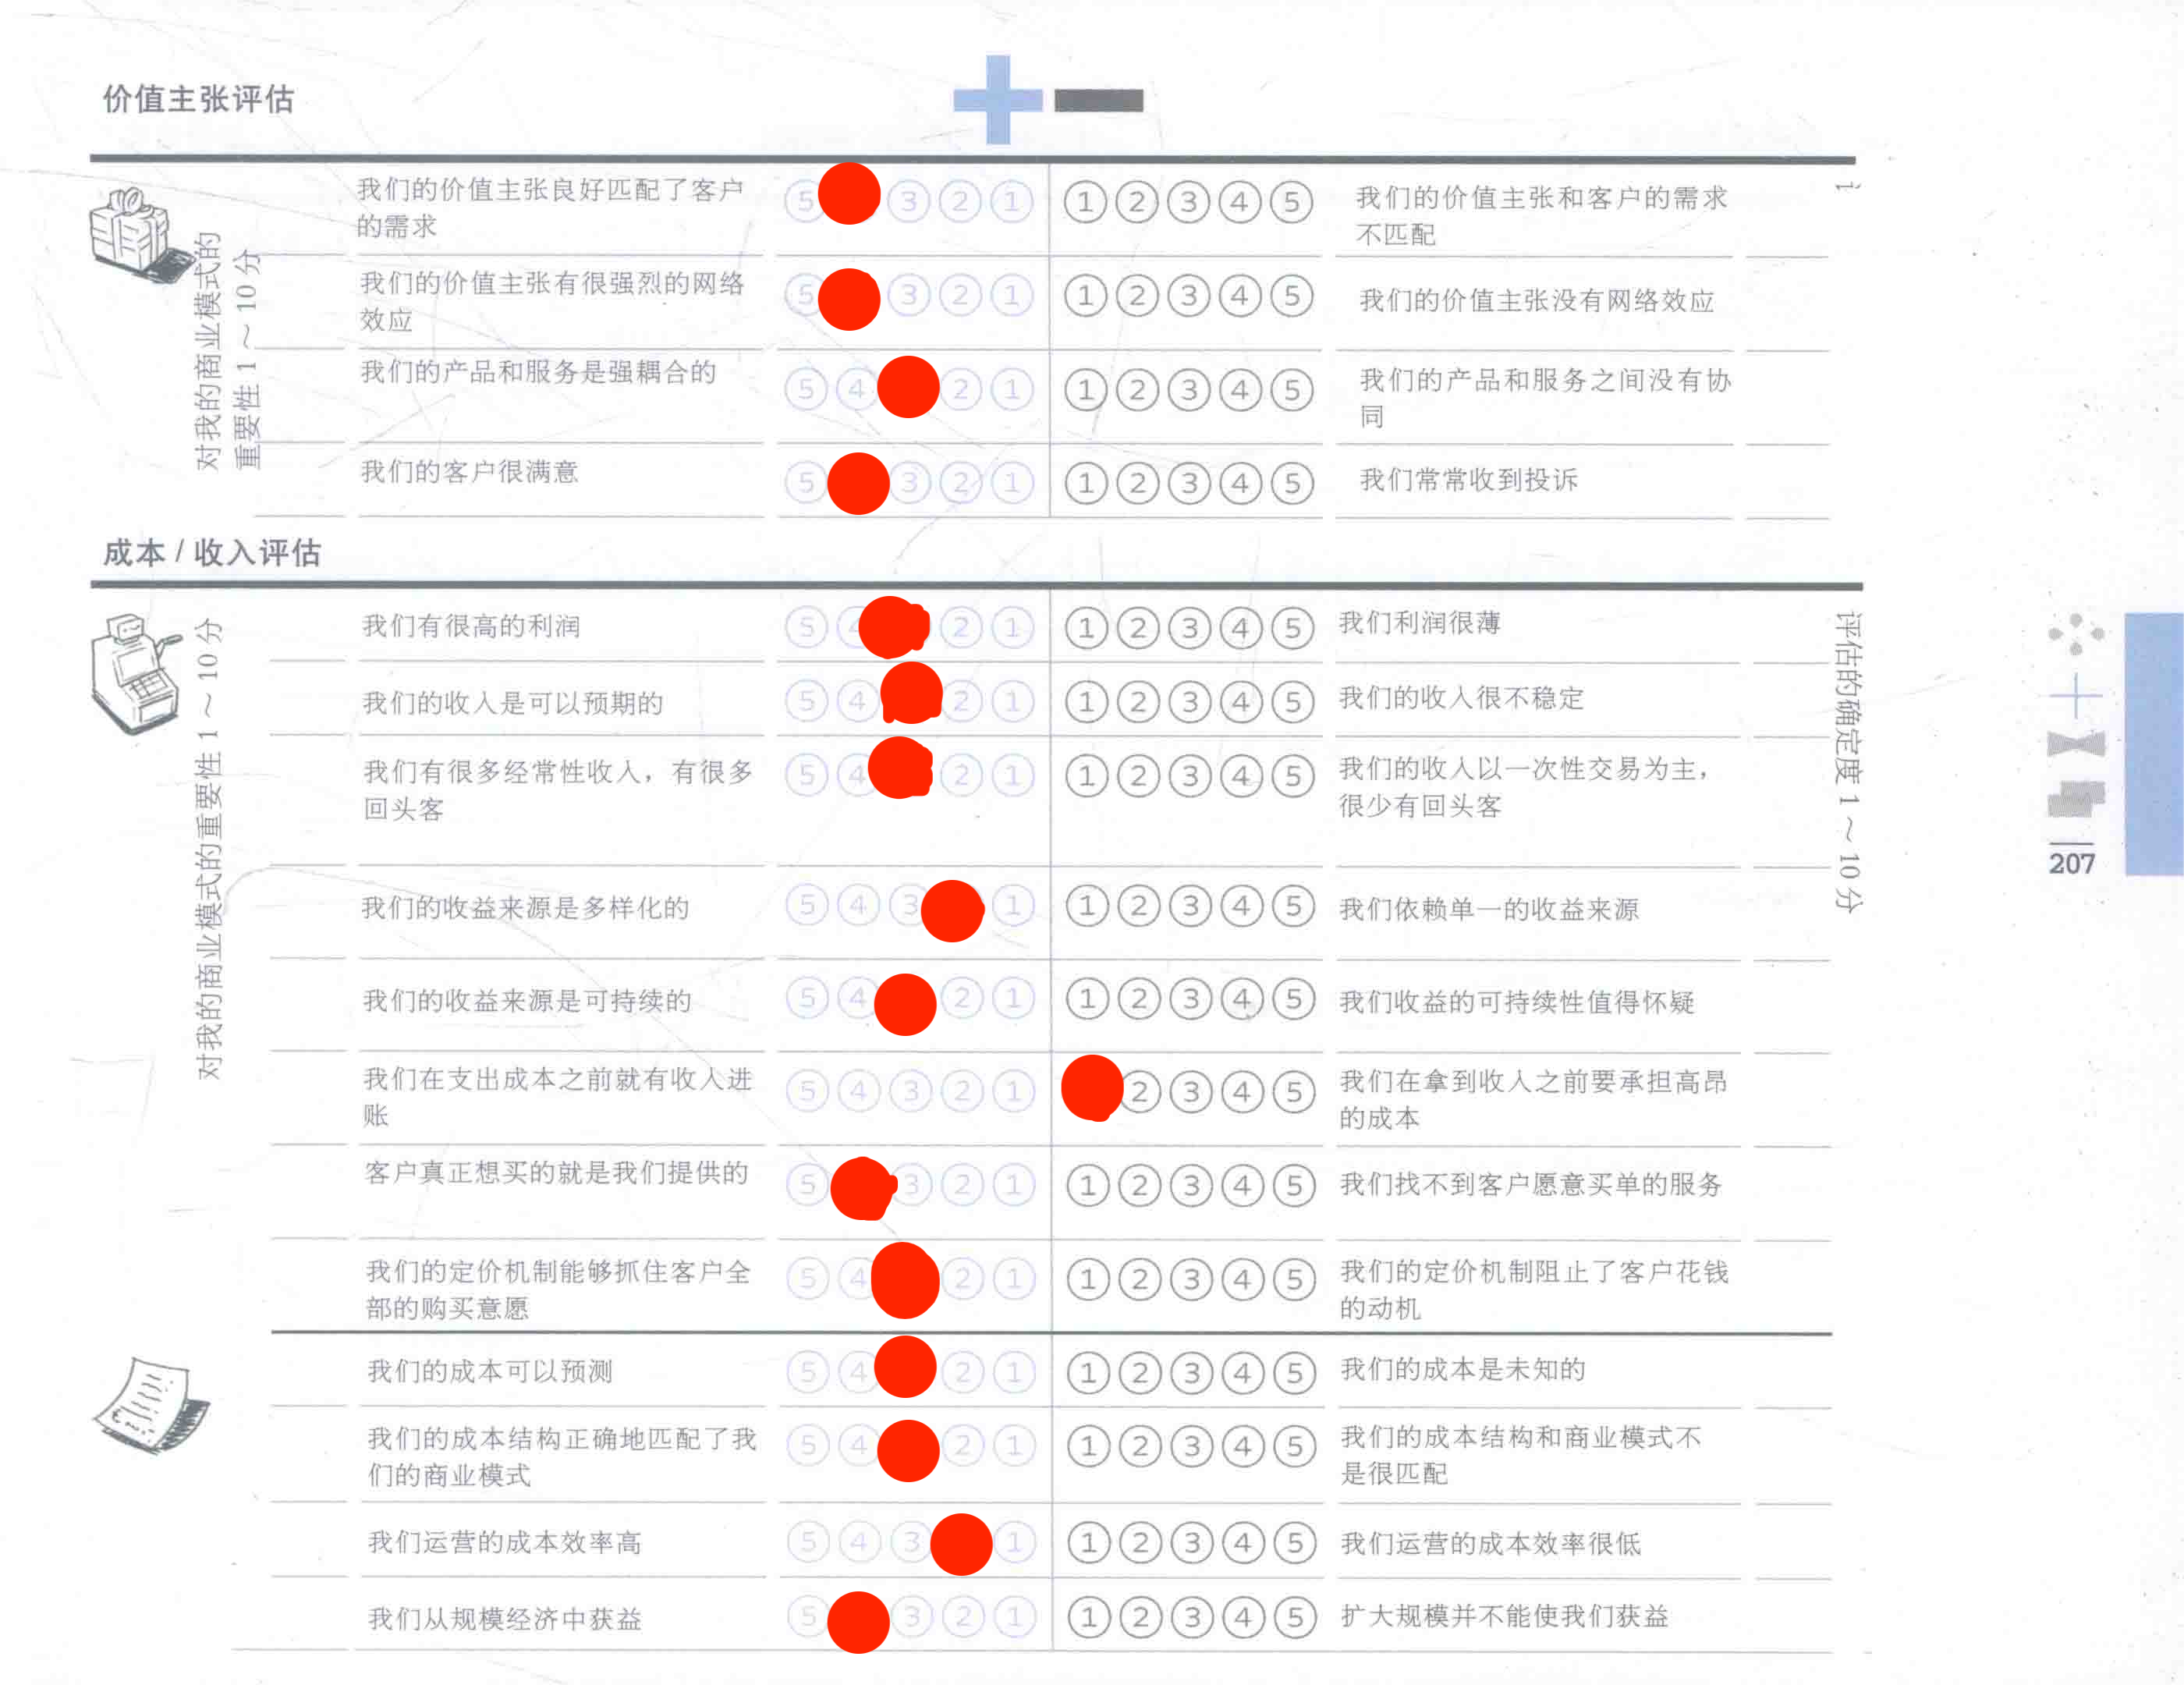 价值主张评估
对我的商业模式的
重要性 1 ~ 10 分
我们的价值主张良好匹配了客户
的需求
⑤ ③ ② ①
① ② ③ ④ ⑤
我们的价值主张和客户的需求
不匹配
我们的价值主张有很强烈的网络
效应
⑤ ③ ② ①
① ② ③ ④ ⑤
我们的价值主张没有网络效应
我们的产品和服务是强耦合的
⑤ ④ ② ①
① ② ③ ④ ⑤
我们的产品和服务之间没有协
同
我们的客户很满意
⑤ ③ ② ①
① ② ③ ④ ⑤
我们常常收到投诉
成本 / 收入评估
对我的商业模式的重要性 1 ~ 10 分
评估的确定度 1 ~ 10 分
我们有很高的利润
⑤ ④ ② ①
① ② ③ ④ ⑤
我们利润很薄
我们的收入是可以预期的
⑤ ④ ② ①
① ② ③ ④ ⑤
我们的收入很不稳定
我们有很多经常性收入，有很多
回头客
⑤ ④ ② ①
① ② ③ ④ ⑤
我们的收入以一次性交易为主，
很少有回头客
我们的收益来源是多样化的
⑤ ④ ③ ①
① ② ③ ④ ⑤
我们依赖单一的收益来源
我们的收益来源是可持续的
⑤ ④ ② ①
① ② ③ ④ ⑤
我们收益的可持续性值得怀疑
我们在支出成本之前就有收入进
账
⑤ ④ ③ ② ①
② ③ ④ ⑤
我们在拿到收入之前要承担高昂
的成本
客户真正想买的就是我们提供的
⑤ ③ ② ①
① ② ③ ④ ⑤
我们找不到客户愿意买单的服务
我们的定价机制能够抓住客户全
部的购买意愿
⑤ ④ ② ①
① ② ③ ④ ⑤
我们的定价机制阻止了客户花钱
的动机
我们的成本可以预测
⑤ ④ ② ①
① ② ③ ④ ⑤
我们的成本是未知的
我们的成本结构正确地匹配了我
们的商业模式
⑤ ④ ② ①
① ② ③ ④ ⑤
我们的成本结构和商业模式不
是很匹配
我们运营的成本效率高
⑤ ④ ③ ①
① ② ③ ④ ⑤
我们运营的成本效率很低
我们从规模经济中获益
⑤ ③ ② ①
① ② ③ ④ ⑤
扩大规模并不能使我们获益
207